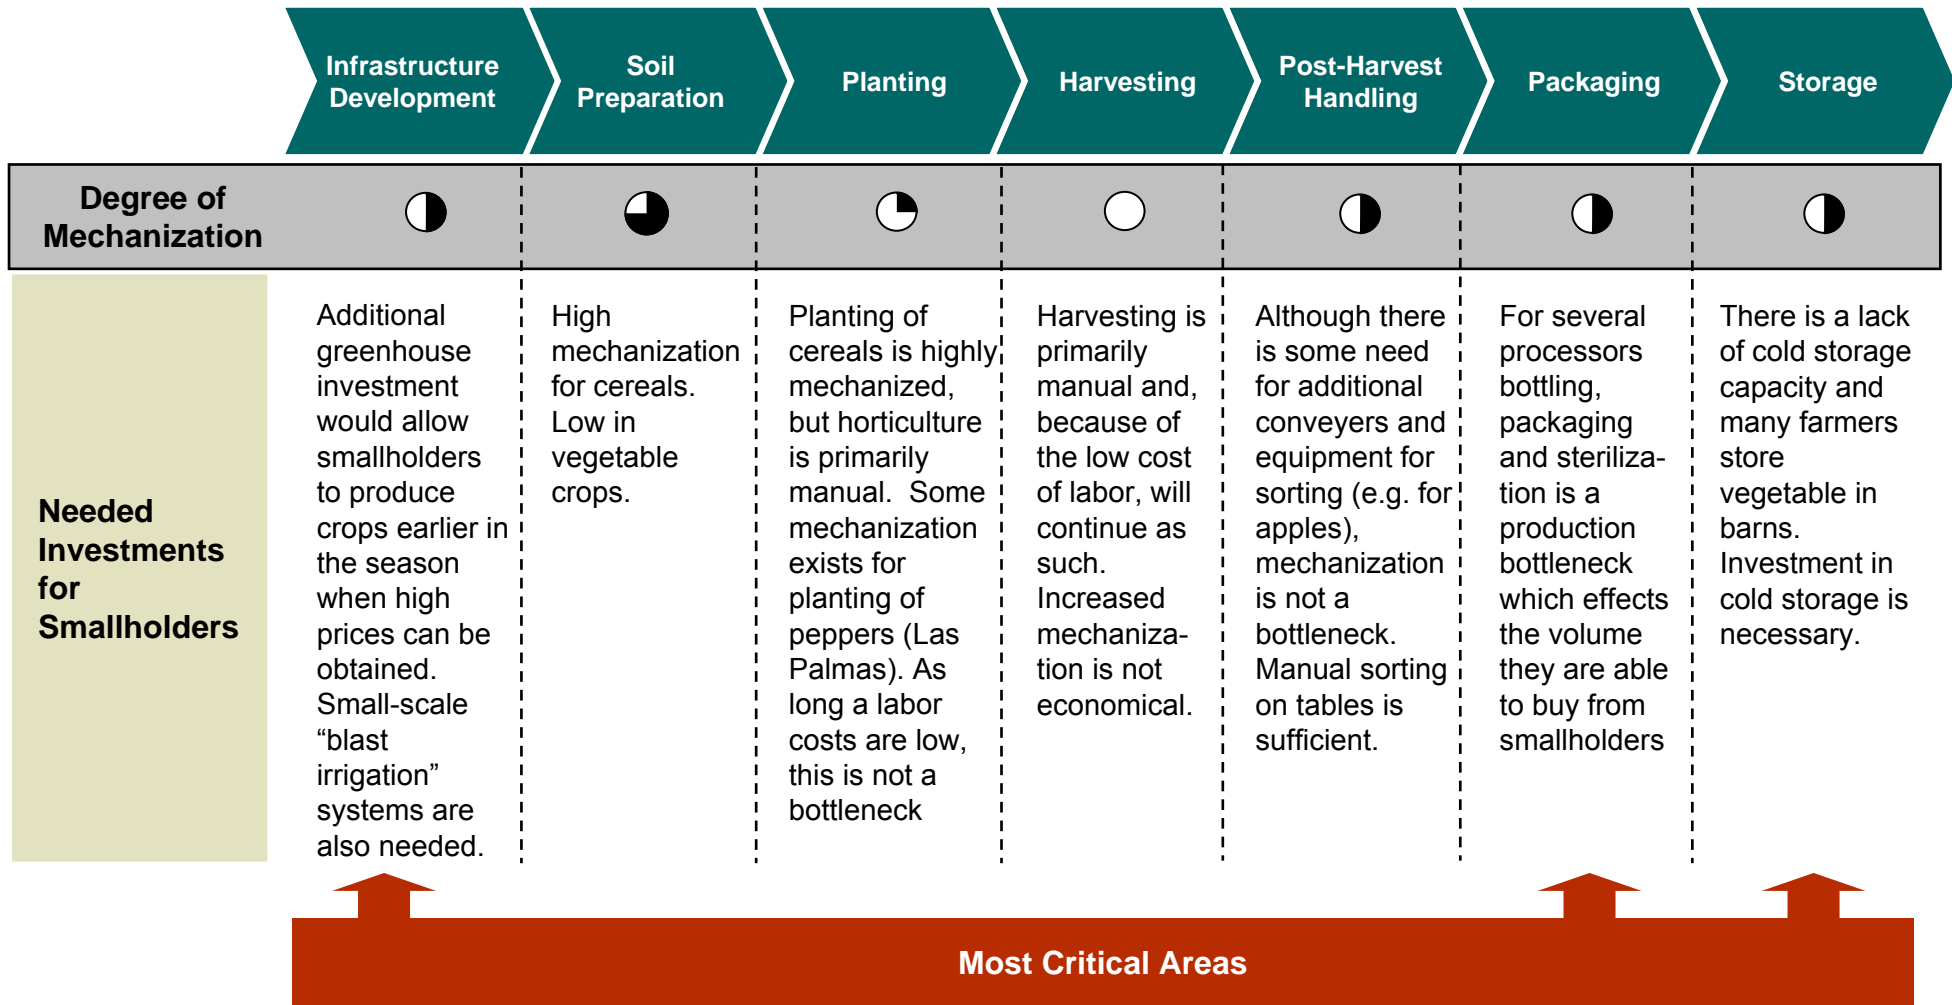 Infrastructure
Development
Soil
Preparation
Planting
Harvesting
Post-Harvest
Handling
Packaging
Storage
Degree of
Mechanization
Needed
Investments
for
Smallholders
Additional
greenhouse
investment
would allow
smallholders
to produce
crops earlier in
the season
when high
prices can be
obtained.
Small-scale
“blast
irrigation”
systems are
also needed.
High
mechanization
for cereals.
Low in
vegetable
crops.
Planting of
cereals is highly
mechanized,
but horticulture
is primarily
manual.  Some
mechanization
exists for
planting of
peppers (Las
Palmas). As
long a labor
costs are low,
this is not a
bottleneck
Harvesting is
primarily
manual and,
because of
the low cost
of labor, will
continue as
such.
Increased
mechaniza-
tion is not
economical.
Although there
is some need
for additional
conveyers and
equipment for
sorting (e.g. for
apples),
mechanization
is not a
bottleneck.
Manual sorting
on tables is
sufficient.
For several
processors
bottling,
packaging
and steriliza-
tion is a
production
bottleneck
which effects
the volume
they are able
to buy from
smallholders
There is a lack
of cold storage
capacity and
many farmers
store
vegetable in
barns.
Investment in
cold storage is
necessary.
Most Critical Areas